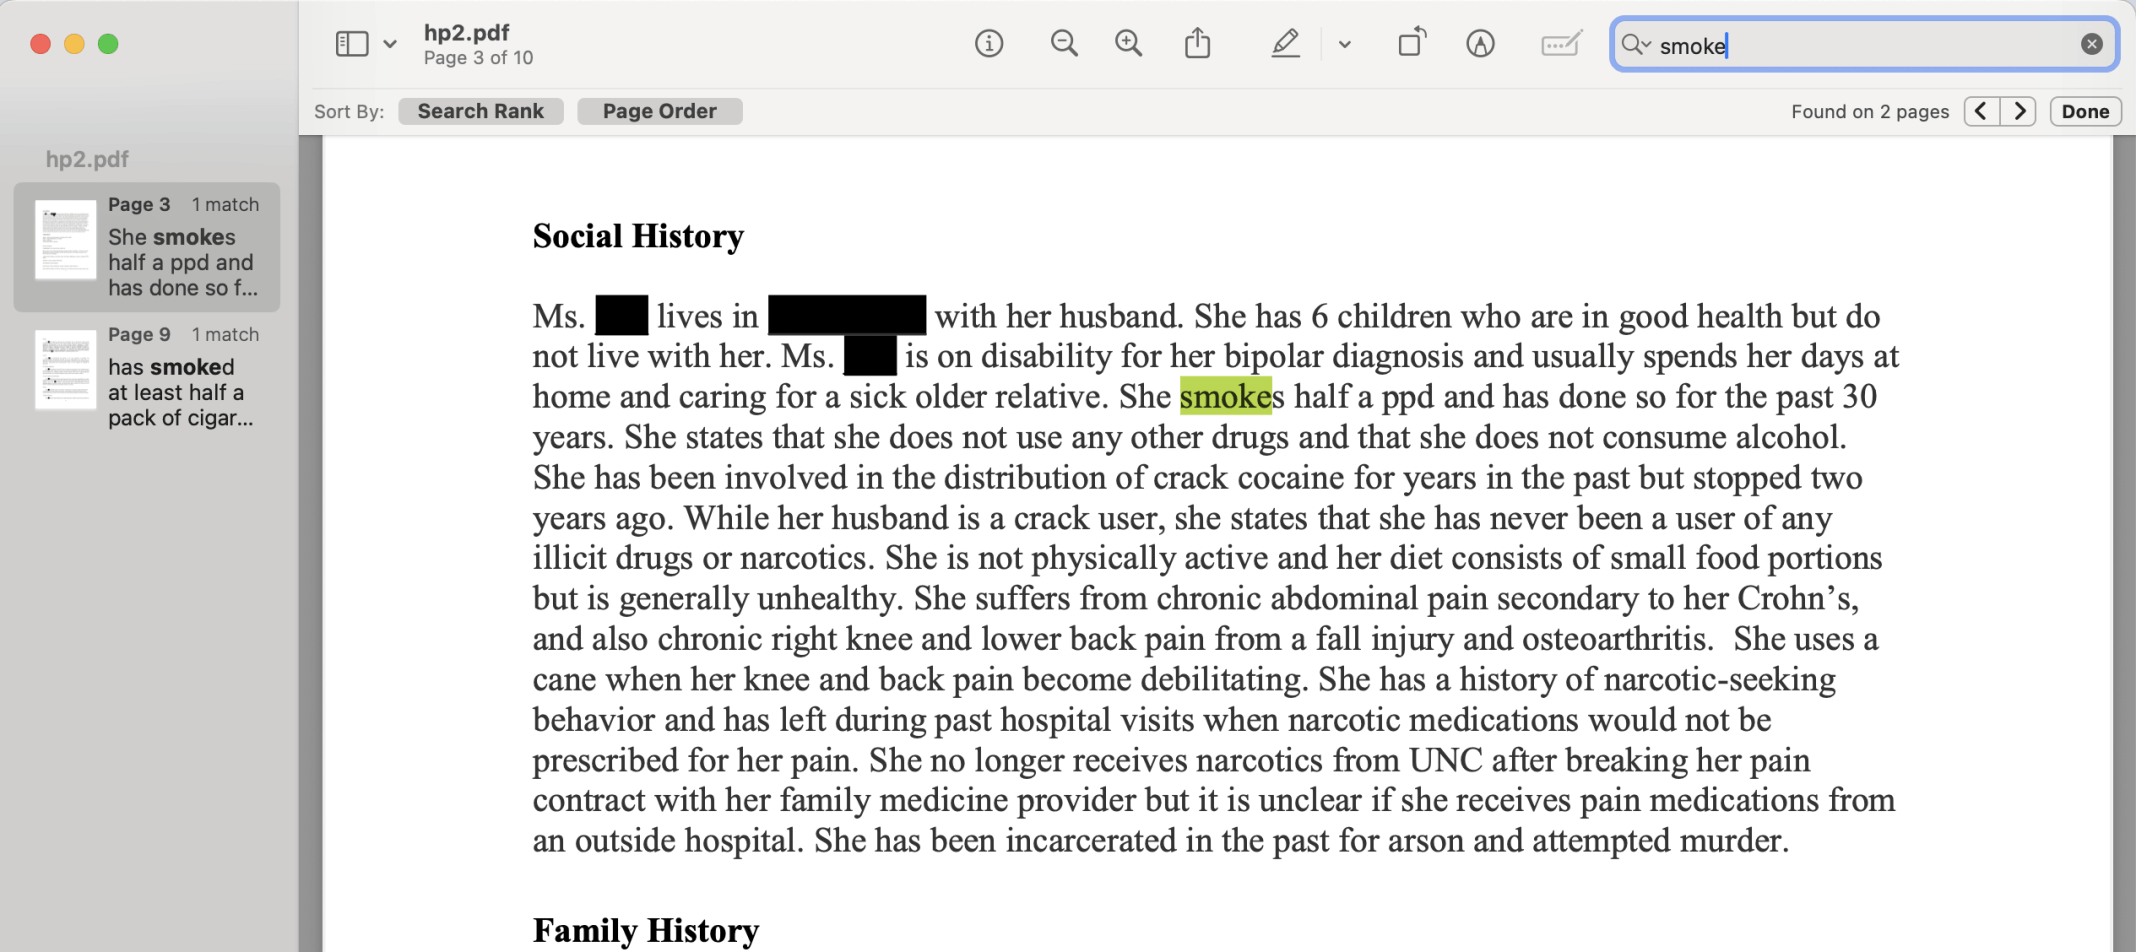 hp2.pdf
Page 3 of 10
smoke
Sort By: Search Rank Page Order
Found on 2 pages
Done
hp2.pdf
Page 3 1 match
She smokes
half a ppd and
has done so f...
Page 9 1 match
has smoked
at least half a
pack of cigar...
Social History
Ms. lives in with her husband. She has 6 children who are in good health but do
not live with her. Ms. is on disability for her bipolar diagnosis and usually spends her days at
home and caring for a sick older relative. She smokes half a ppd and has done so for the past 30
years. She states that she does not use any other drugs and that she does not consume alcohol.
She has been involved in the distribution of crack cocaine for years in the past but stopped two
years ago. While her husband is a crack user, she states that she has never been a user of any
illicit drugs or narcotics. She is not physically active and her diet consists of small food portions
but is generally unhealthy. She suffers from chronic abdominal pain secondary to her Crohn’s,
and also chronic right knee and lower back pain from a fall injury and osteoarthritis.  She uses a
cane when her knee and back pain become debilitating. She has a history of narcotic-seeking
behavior and has left during past hospital visits when narcotic medications would not be
prescribed for her pain. She no longer receives narcotics from UNC after breaking her pain
contract with her family medicine provider but it is unclear if she receives pain medications from
an outside hospital. She has been incarcerated in the past for arson and attempted murder.
Family History